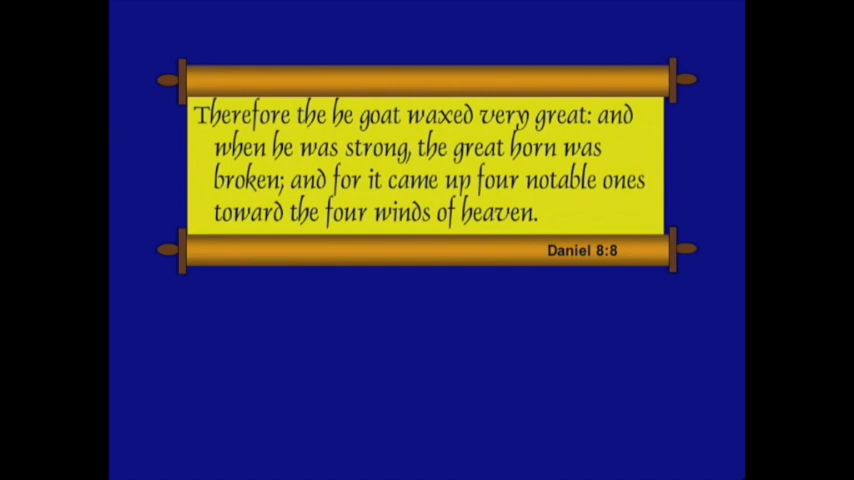 Therefore the he goat waxed very great: and
when he was strong, the great horn was
broken; and for it came up four notable ones
toward the four winds of heaven.
Daniel 8:8